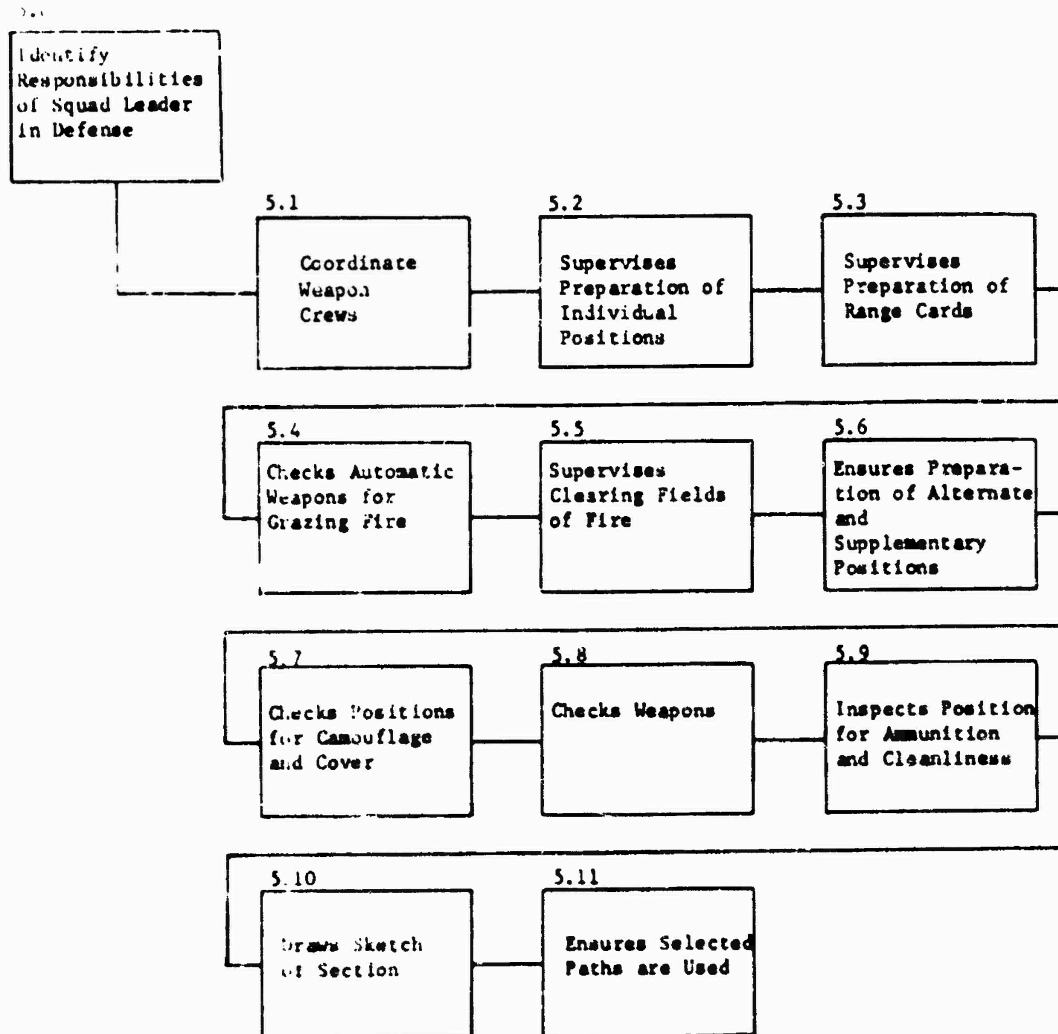 Identify
Responsibilities
of Squad Leader
in Defense
5.1
Coordinate
Weapon
Crews
5.2
Supervises
Preparation of
Individual
Positions
5.3
Supervises
Preparation of
Range Cards
5.4
Checks Automatic
Weapons for
Grazing Fire
5.5
Supervises
Clearing Fields
of Fire
5.6
Ensures Prepara-
tion of Alternate
and
Supplementary
Positions
5.7
Checks Positions
for Camouflage
and Cover
5.8
Checks Weapons
5.9
Inspects Position
for Ammunition
and Cleanliness
5.10
Draws Sketch
of Section
5.11
Ensures Selected
Paths are Used